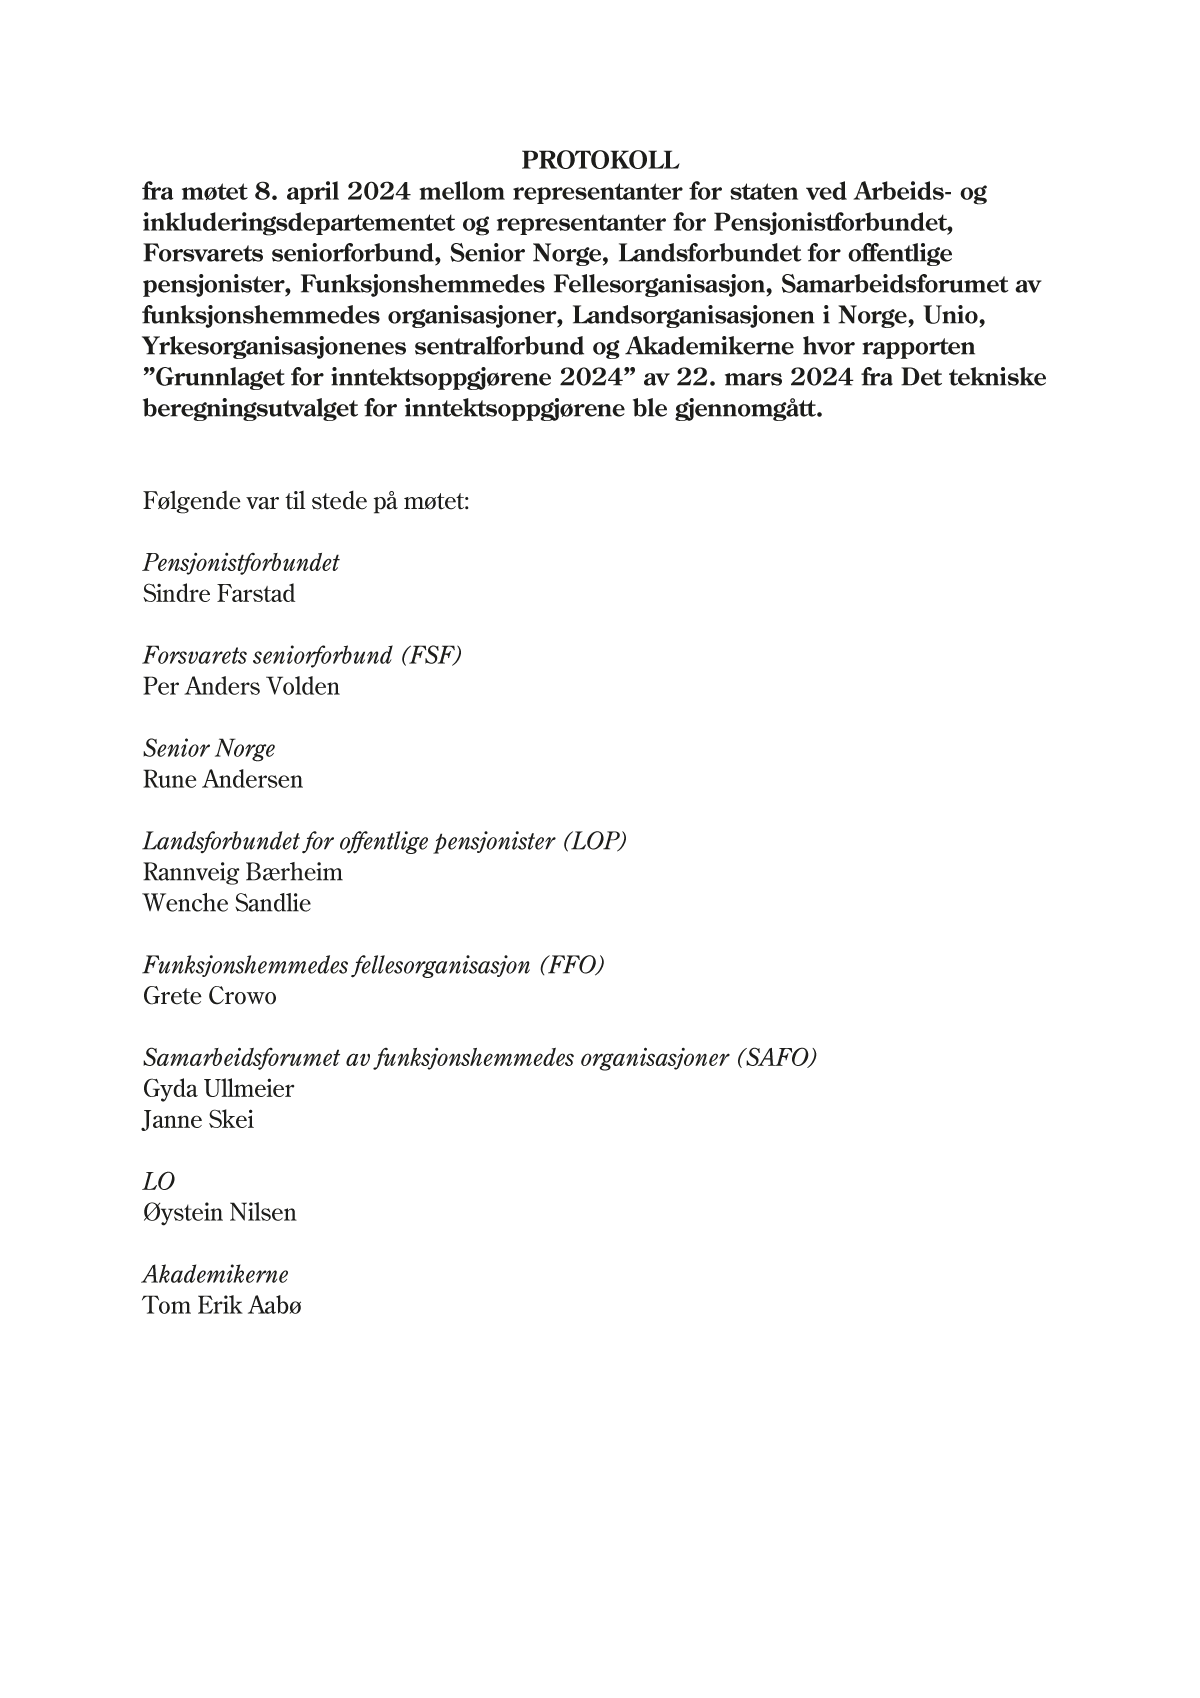 PROTOKOLL
fra møtet 8. april 2024 mellom representanter for staten ved Arbeids- og
inkluderingsdepartementet og representanter for Pensjonistforbundet,
Forsvarets seniorforbund, Senior Norge, Landsforbundet for offentlige
pensjonister, Funksjonshemmedes Fellesorganisasjon, Samarbeidsforumet av
funksjonshemmedes organisasjoner, Landsorganisasjonen i Norge, Unio,
Yrkesorganisasjonenes sentralforbund og Akademikerne hvor rapporten
”Grunnlaget for inntektsoppgjørene 2024” av 22. mars 2024 fra Det tekniske
beregningsutvalget for inntektsoppgjørene ble gjennomgått.
Følgende var til stede på møtet:
Pensjonistforbundet
Sindre Farstad
Forsvarets seniorforbund (FSF)
Per Anders Volden
Senior Norge
Rune Andersen
Landsforbundet for offentlige pensjonister (LOP)
Rannveig Bærheim
Wenche Sandlie
Funksjonshemmedes fellesorganisasjon (FFO)
Grete Crowo
Samarbeidsforumet av funksjonshemmedes organisasjoner (SAFO)
Gyda Ullmeier
Janne Skei
LO
Øystein Nilsen
Akademikerne
Tom Erik Aabø